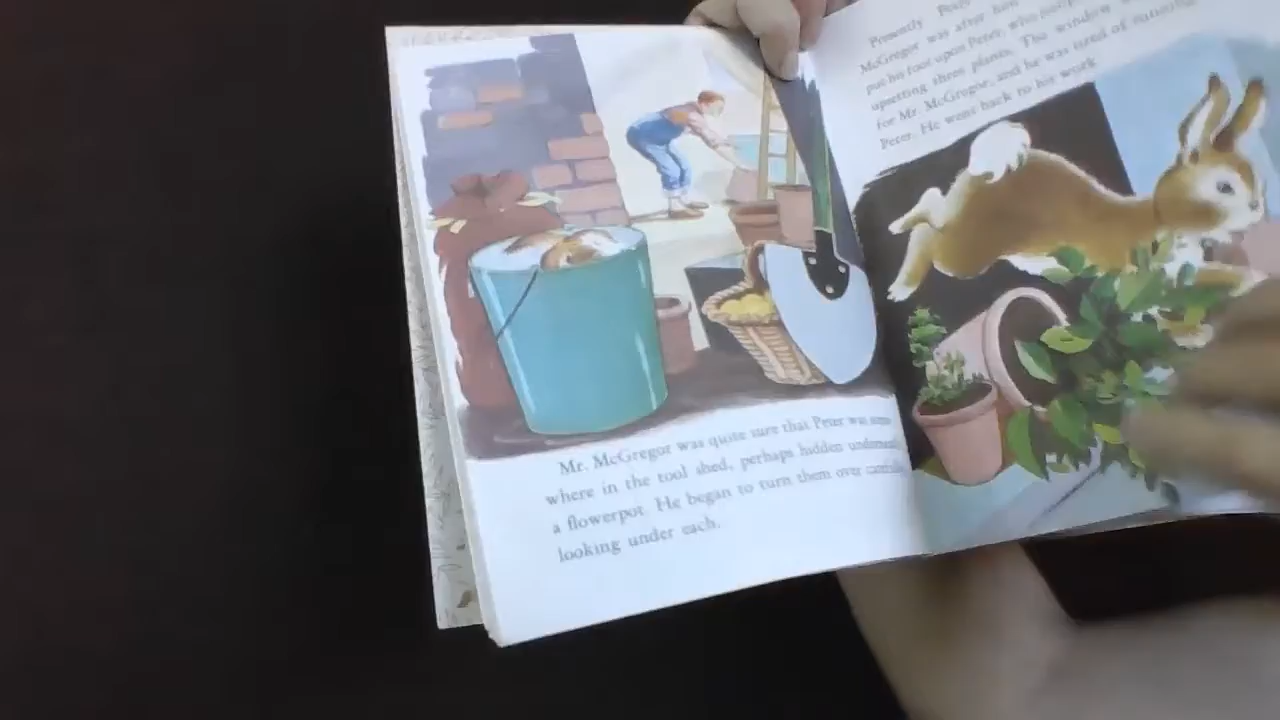 Mr. McGregor was quite sure that Peter was some-
where in the tool shed, perhaps hidden underneath
a flowerpot. He began to turn them over carefully,
looking under each.
Presently Peter
McGregor was after him
put his foot upon Peter, who
upsetting three plants. The window
for Mr. McGregor, and he was tired of running
Peter. He went back to his work.